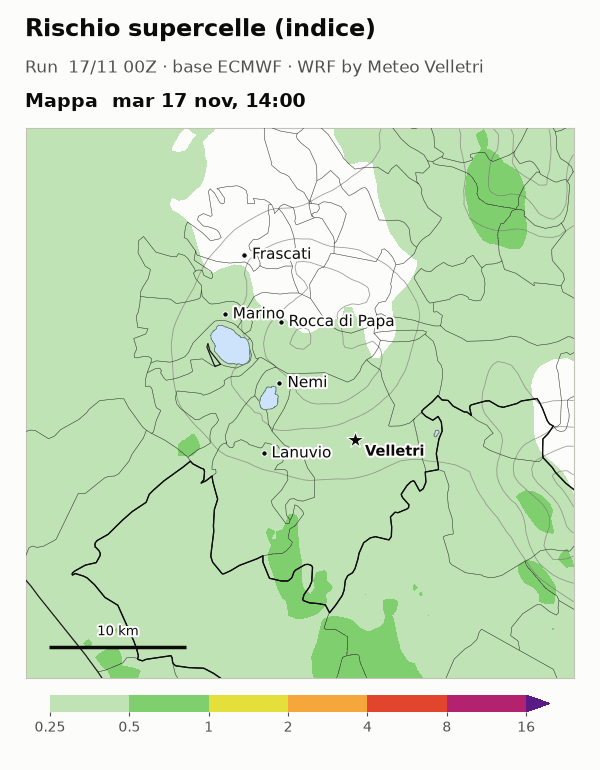 Rischio supercelle (indice)
Run  17/11 00Z · base ECMWF · WRF by Meteo Velletri
Mappa  mar 17 nov, 14:00
Frascati
Marino
Rocca di Papa
Nemi
Velletri
Lanuvio
10 km
0.25 0.5 1 2 4 8 16